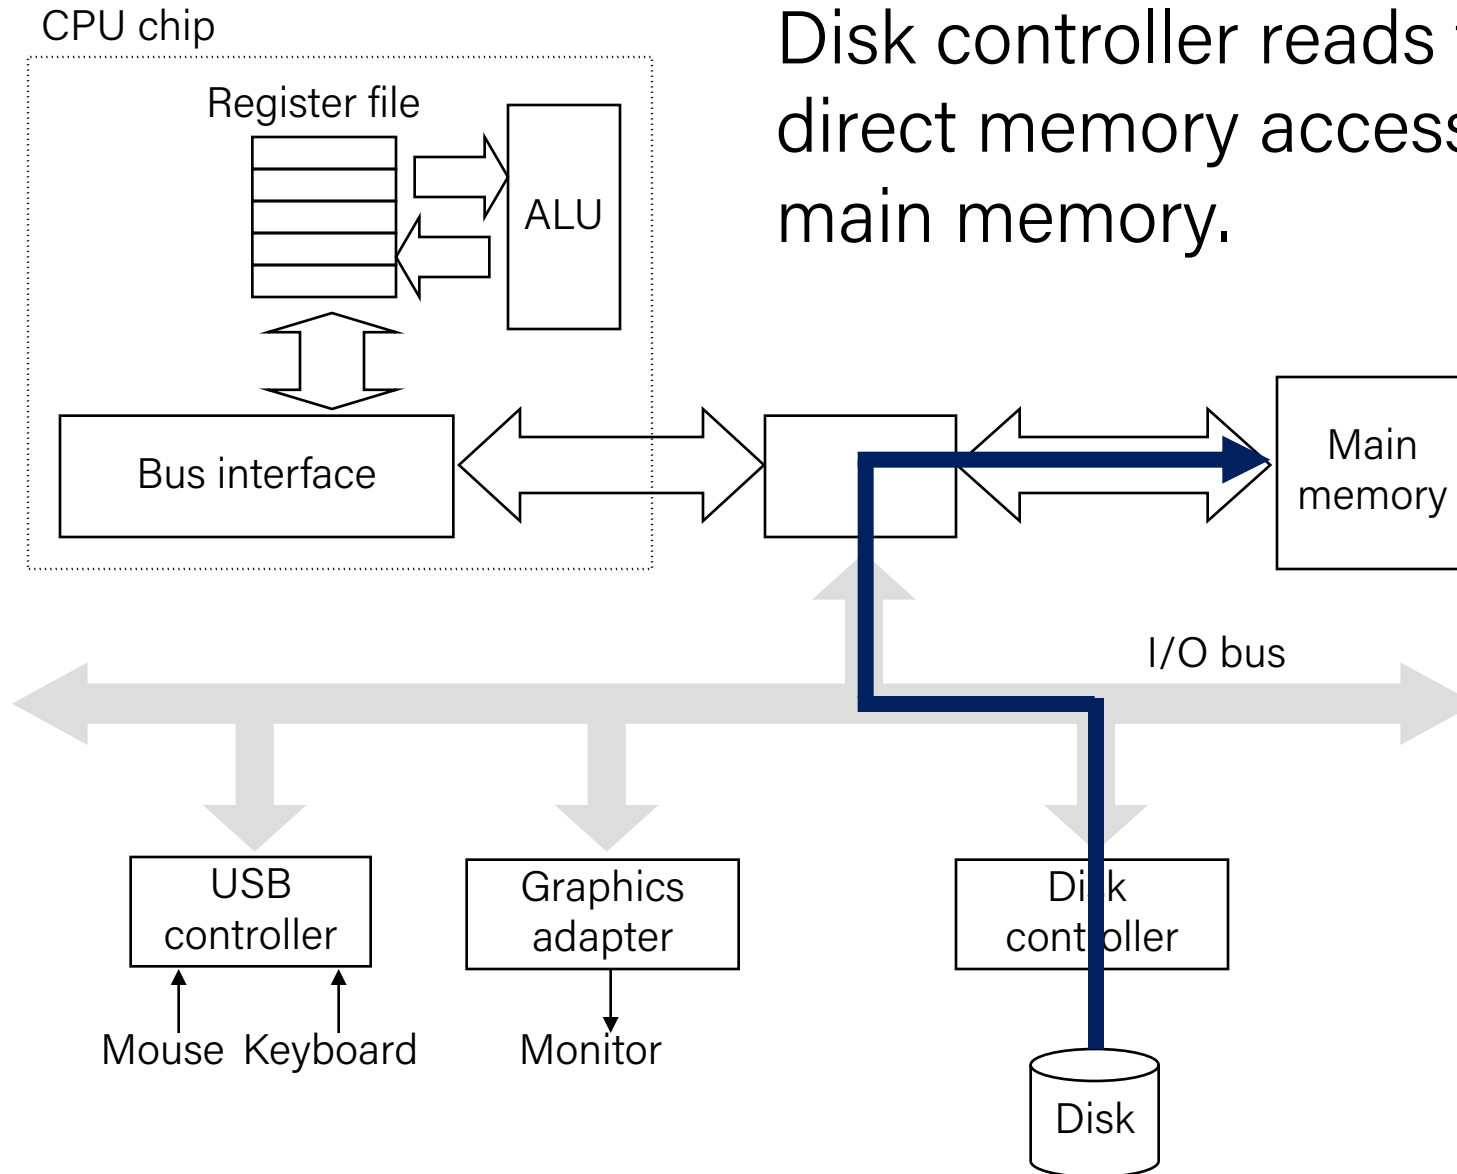 CPU chip
Disk controller reads
direct memory access
main memory.
Register file
ALU
Bus interface
Main
memory
I/O bus
USB
controller
Graphics
adapter
Disk
controller
Mouse Keyboard
Monitor
Disk